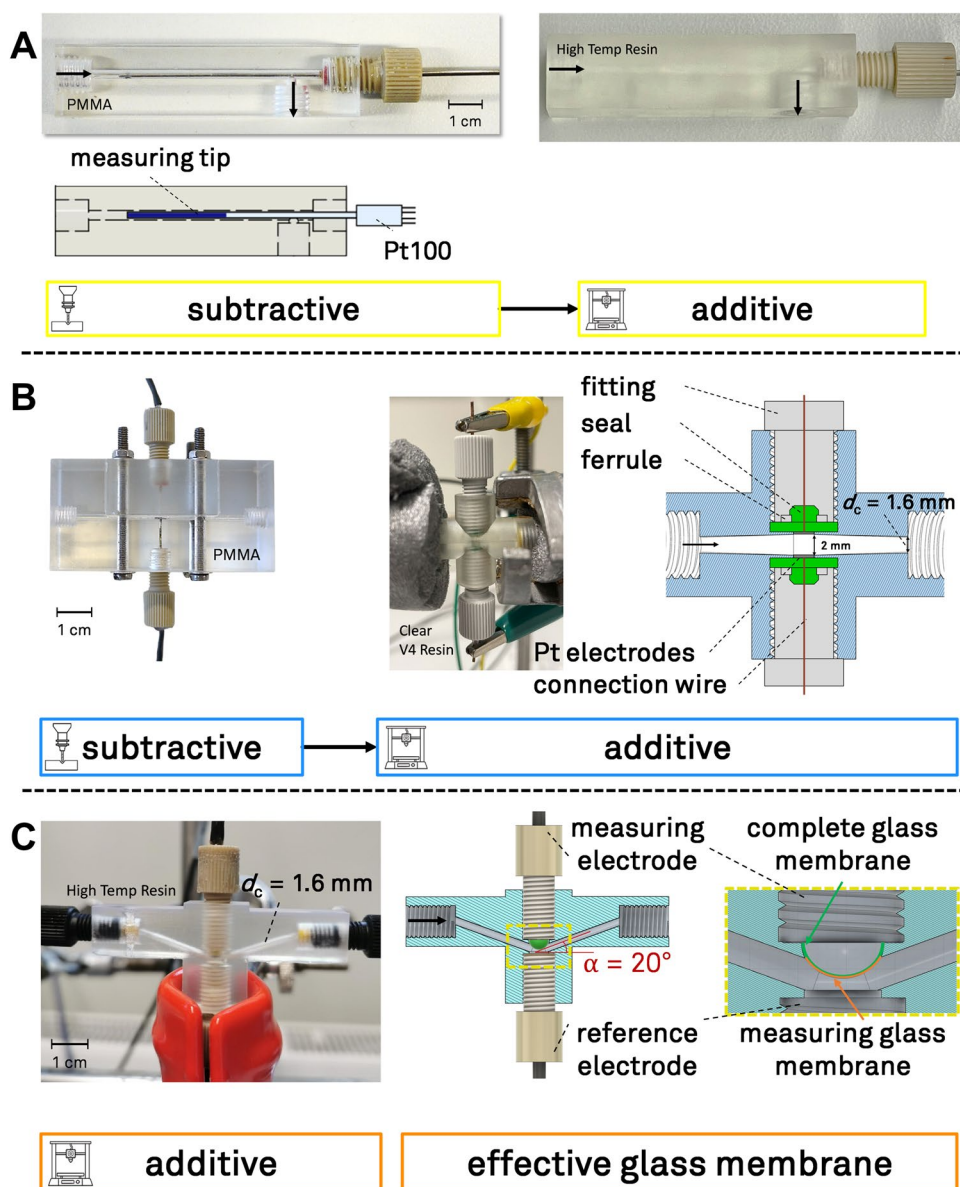 A
PMMA
1 cm
High Temp Resin
measuring tip
Pt100
subtractive
additive
B
PMMA
1 cm
Clear
V4 Resin
fitting
seal
ferrule
d_c = 1.6 mm
2 mm
Pt electrodes
connection wire
subtractive
additive
C
High Temp Resin
d_c = 1.6 mm
1 cm
measuring
electrode
complete glass
membrane
α = 20°
reference
electrode
measuring glass
membrane
additive
effective glass membrane